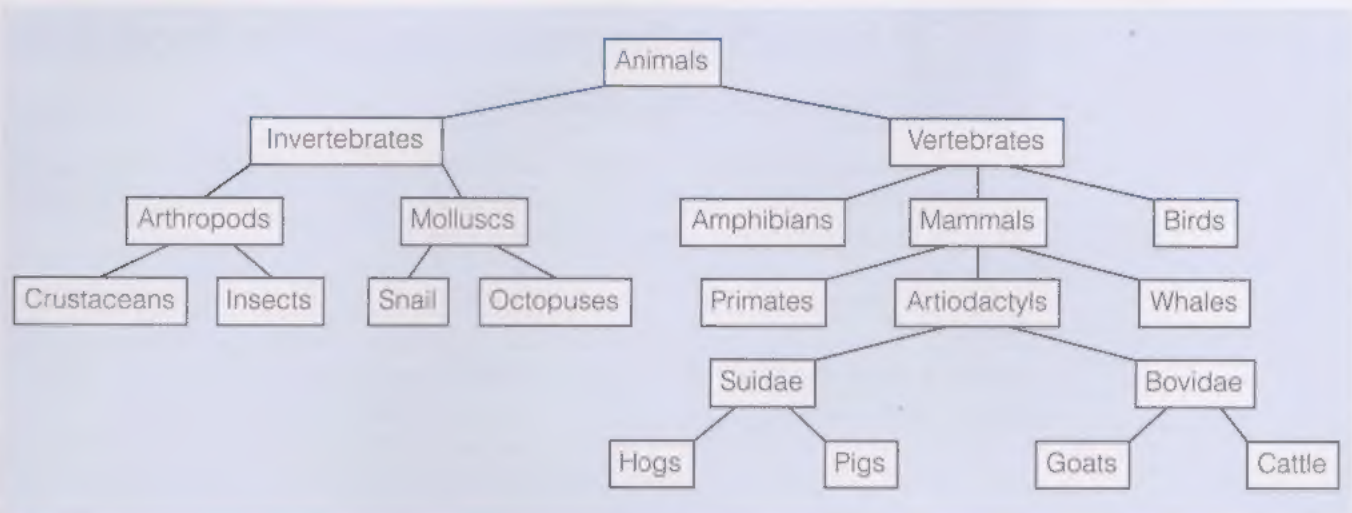 Animals
Invertebrates Vertebrates
Arthropods Molluscs Amphibians Mammals Birds
Crustaceans Insects Snail Octopuses Primates Artiodactyls Whales
Suidae Bovidae
Hogs Pigs Goats Cattle